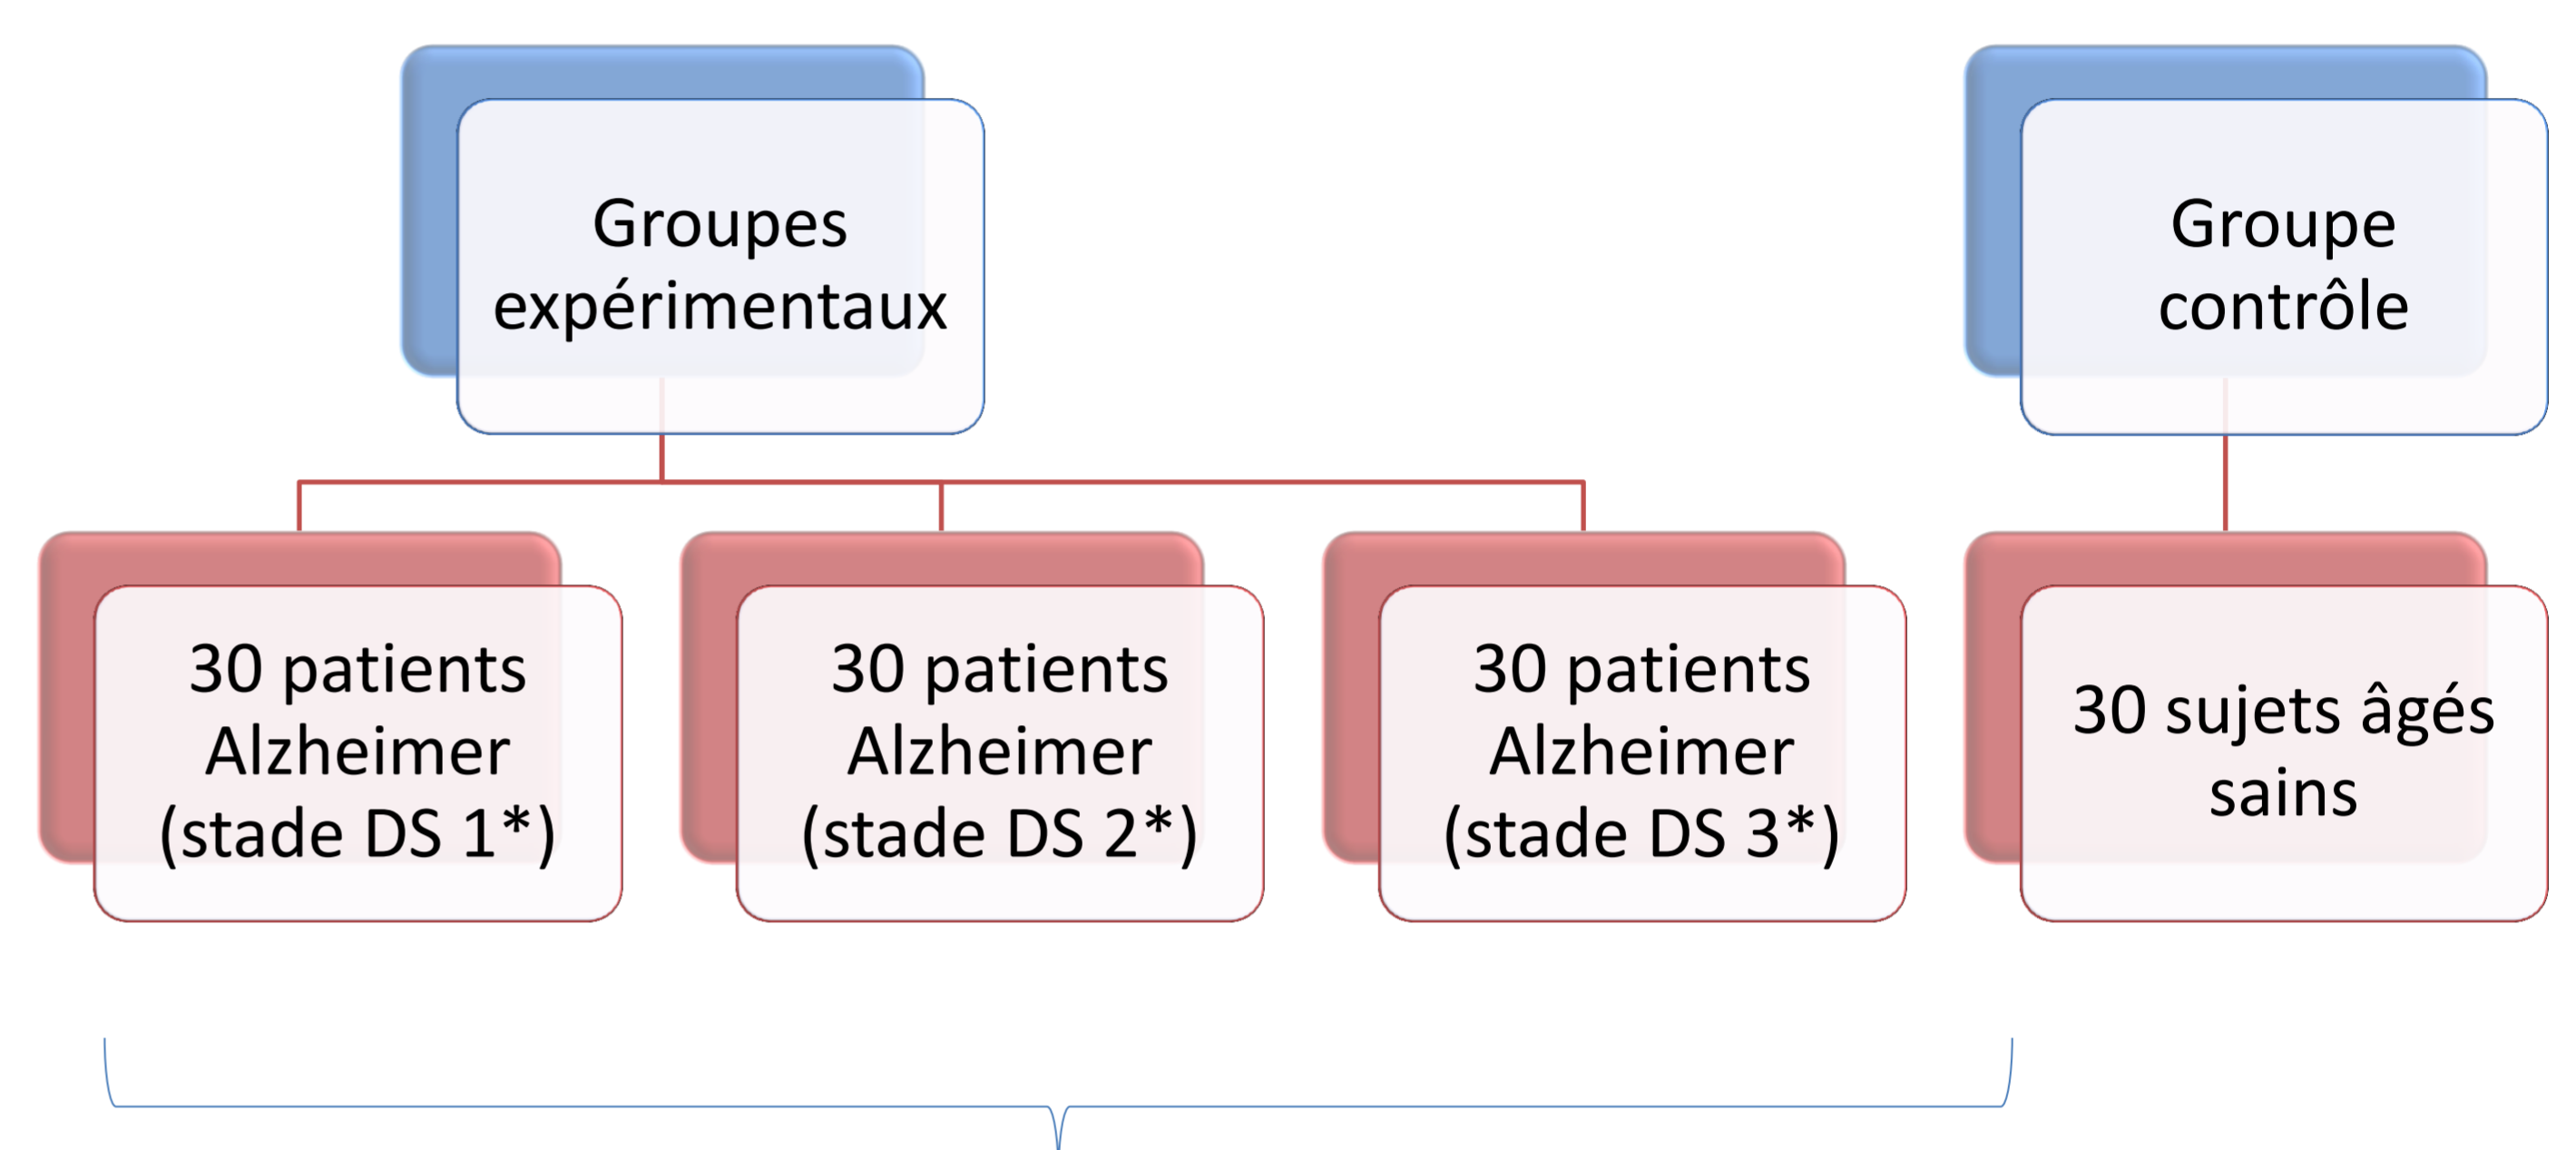 Groupes
expérimentaux
Groupe
contrôle
30 patients
Alzheimer
(stade DS 1*)
30 patients
Alzheimer
(stade DS 2*)
30 patients
Alzheimer
(stade DS 3*)
30 sujets âgés
sains